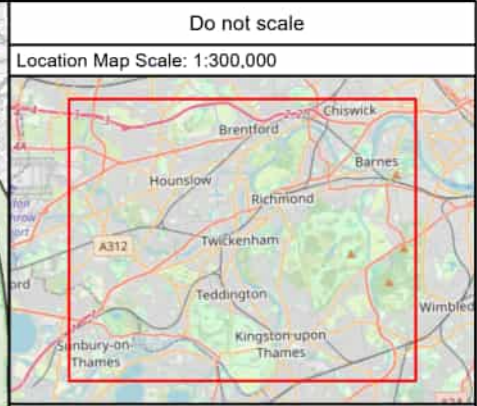 Do not scale
Location Map Scale: 1:300,000
Chiswick
Brentford
Barnes
Hounslow
Richmond
A312
Twickenham
Teddington
Wimbled
Kingston upon
Thames
Sunbury-on-
Thames